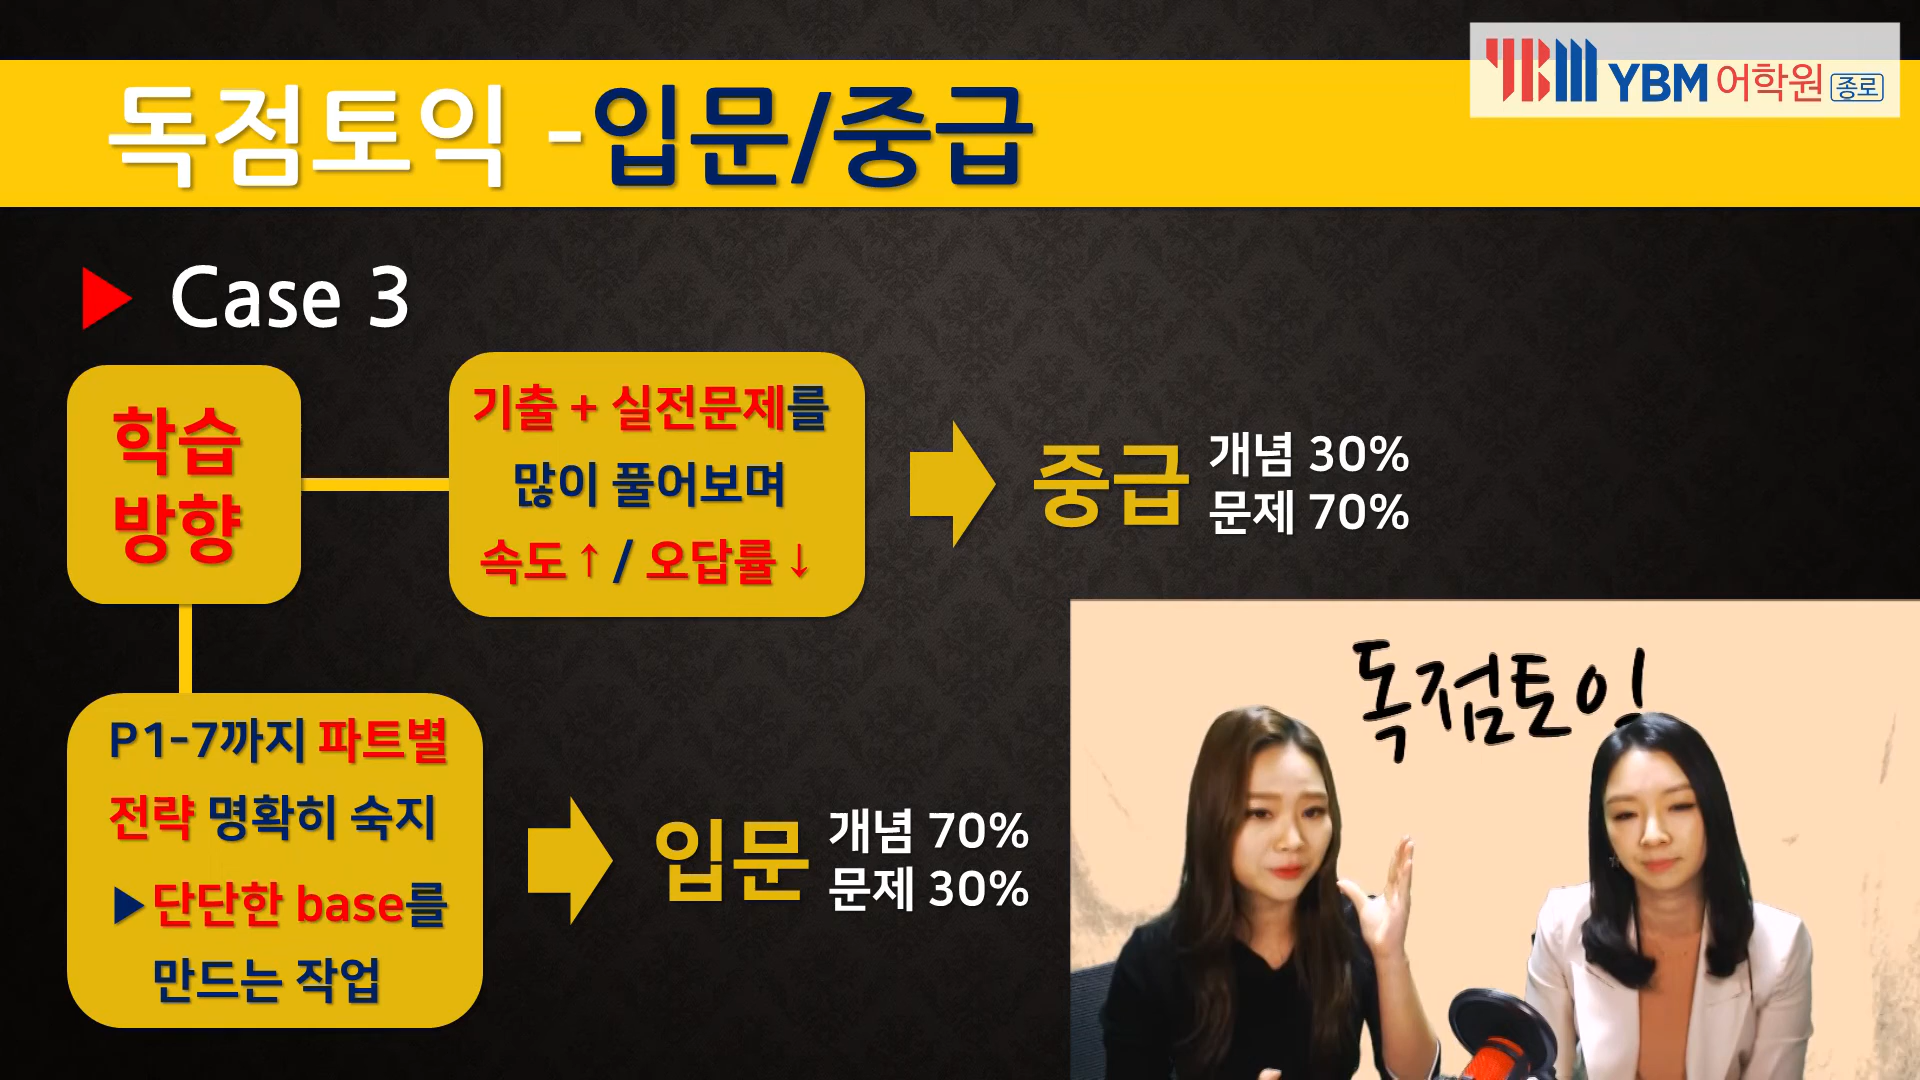 독점토익 -입문/중급
YBM YBM 어학원 종로
▶ Case 3
학습
방향
기출 + 실전문제를
많이 풀어보며
속도↑/ 오답률↓
중급
개념 30%
문제 70%
P1-7까지 파트별
전략 명확히 숙지
▶단단한 base를
만드는 작업
입문
개념 70%
문제 30%
독점토익